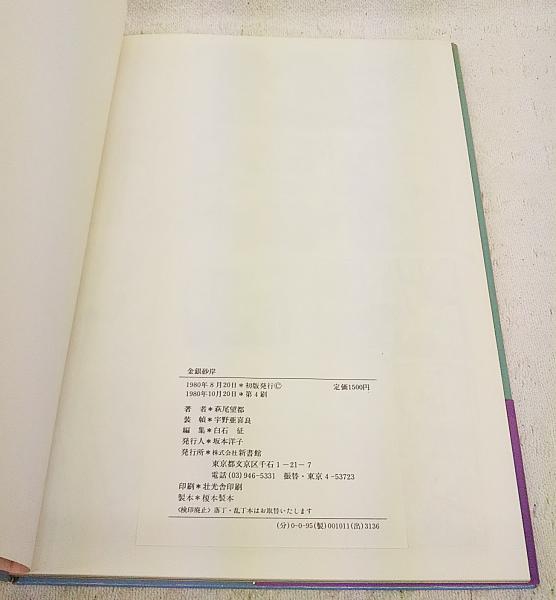 金銀砂岸
1980年8月20日＊初版発行©
定価1500円
1980年10月20日＊第4刷
著　者＊萩尾望都
装　幀＊宇野亜喜良
編　集＊白石　征
発行人＊坂本洋子
発行所＊株式会社新書館
東京都文京区千石1－21－7
電話(03)946-5331　振替・東京4-53723
印刷＊壮光舎印刷
製本＊榎本製本
〈検印廃止〉落丁・乱丁本はお取替いたします
(分)0-0-95(製)001011(出)3136